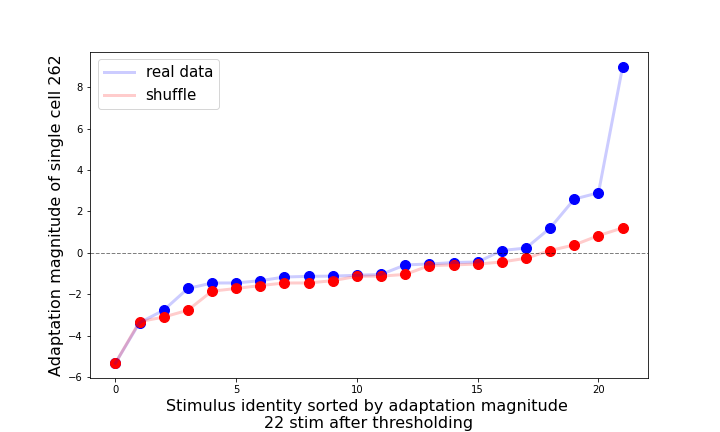 real data
shuffle
Adaptation magnitude of single cell 262
8
6
4
2
0
−2
−4
−6
0 5 10 15 20
Stimulus identity sorted by adaptation magnitude
22 stim after thresholding